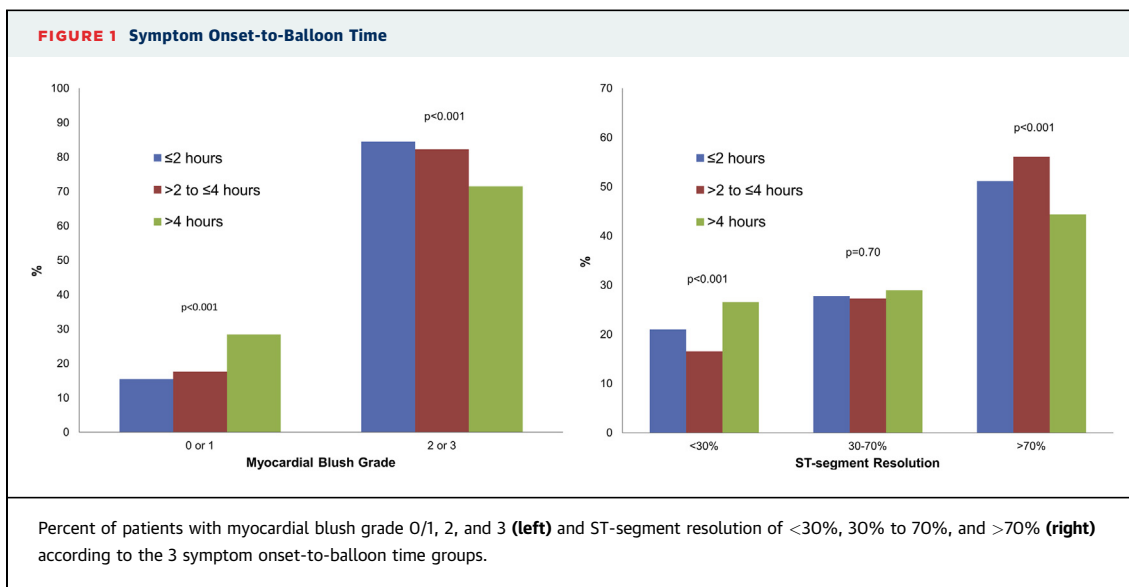 FIGURE 1 Symptom Onset-to-Balloon Time
100
90
80
70
60
50
40
30
20
10
0
%
p<0.001
p<0.001
≤2 hours
>2 to ≤4 hours
>4 hours
0 or 1
2 or 3
Myocardial Blush Grade
70
60
50
40
30
20
10
0
%
p<0.001
p=0.70
p<0.001
≤2 hours
>2 to ≤4 hours
>4 hours
<30%
30-70%
>70%
ST-segment Resolution
Percent of patients with myocardial blush grade 0/1, 2, and 3 (left) and ST-segment resolution of <30%, 30% to 70%, and >70% (right)
according to the 3 symptom onset-to-balloon time groups.